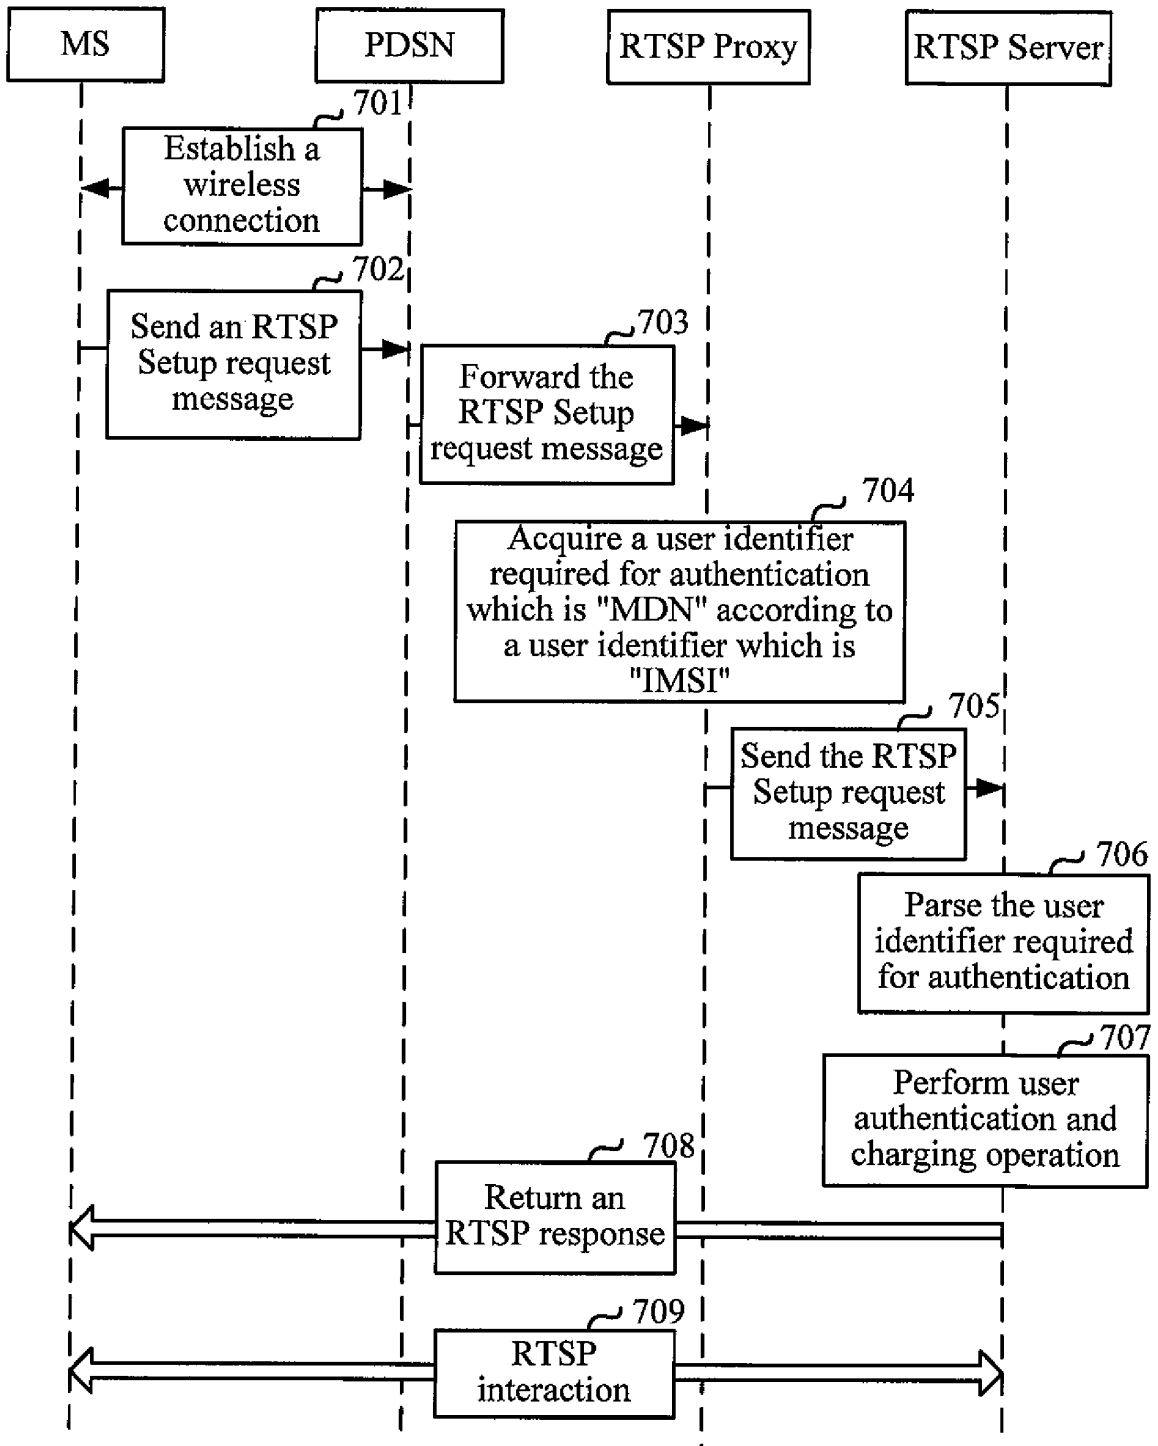 MS
PDSN
RTSP Proxy
RTSP Server
701
Establish a
wireless
connection
702
Send an RTSP
Setup request
message
703
Forward the
RTSP Setup
request message
704
Acquire a user identifier
required for authentication
which is "MDN" according to
a user identifier which is
"IMSI"
705
Send the RTSP
Setup request
message
706
Parse the user
identifier required
for authentication
707
Perform user
authentication and
charging operation
708
Return an
RTSP response
709
RTSP
interaction